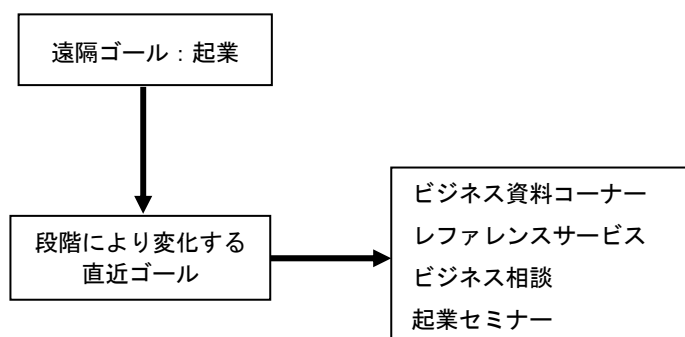 遠隔ゴール：起業
段階により変化する
直近ゴール
ビジネス資料コーナー
レファレンスサービス
ビジネス相談
起業セミナー